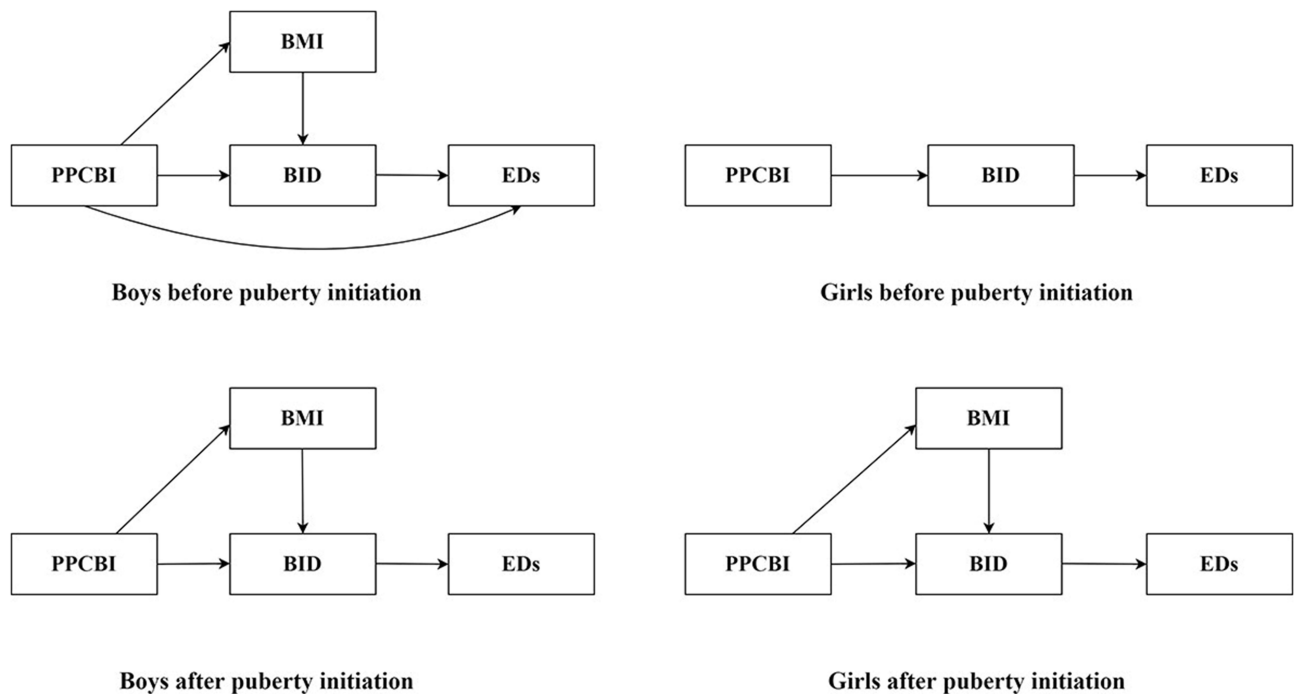 BMI
PPCBI
BID
EDs
Boys before puberty initiation
PPCBI
BID
EDs
Girls before puberty initiation
BMI
PPCBI
BID
EDs
Boys after puberty initiation
BMI
PPCBI
BID
EDs
Girls after puberty initiation